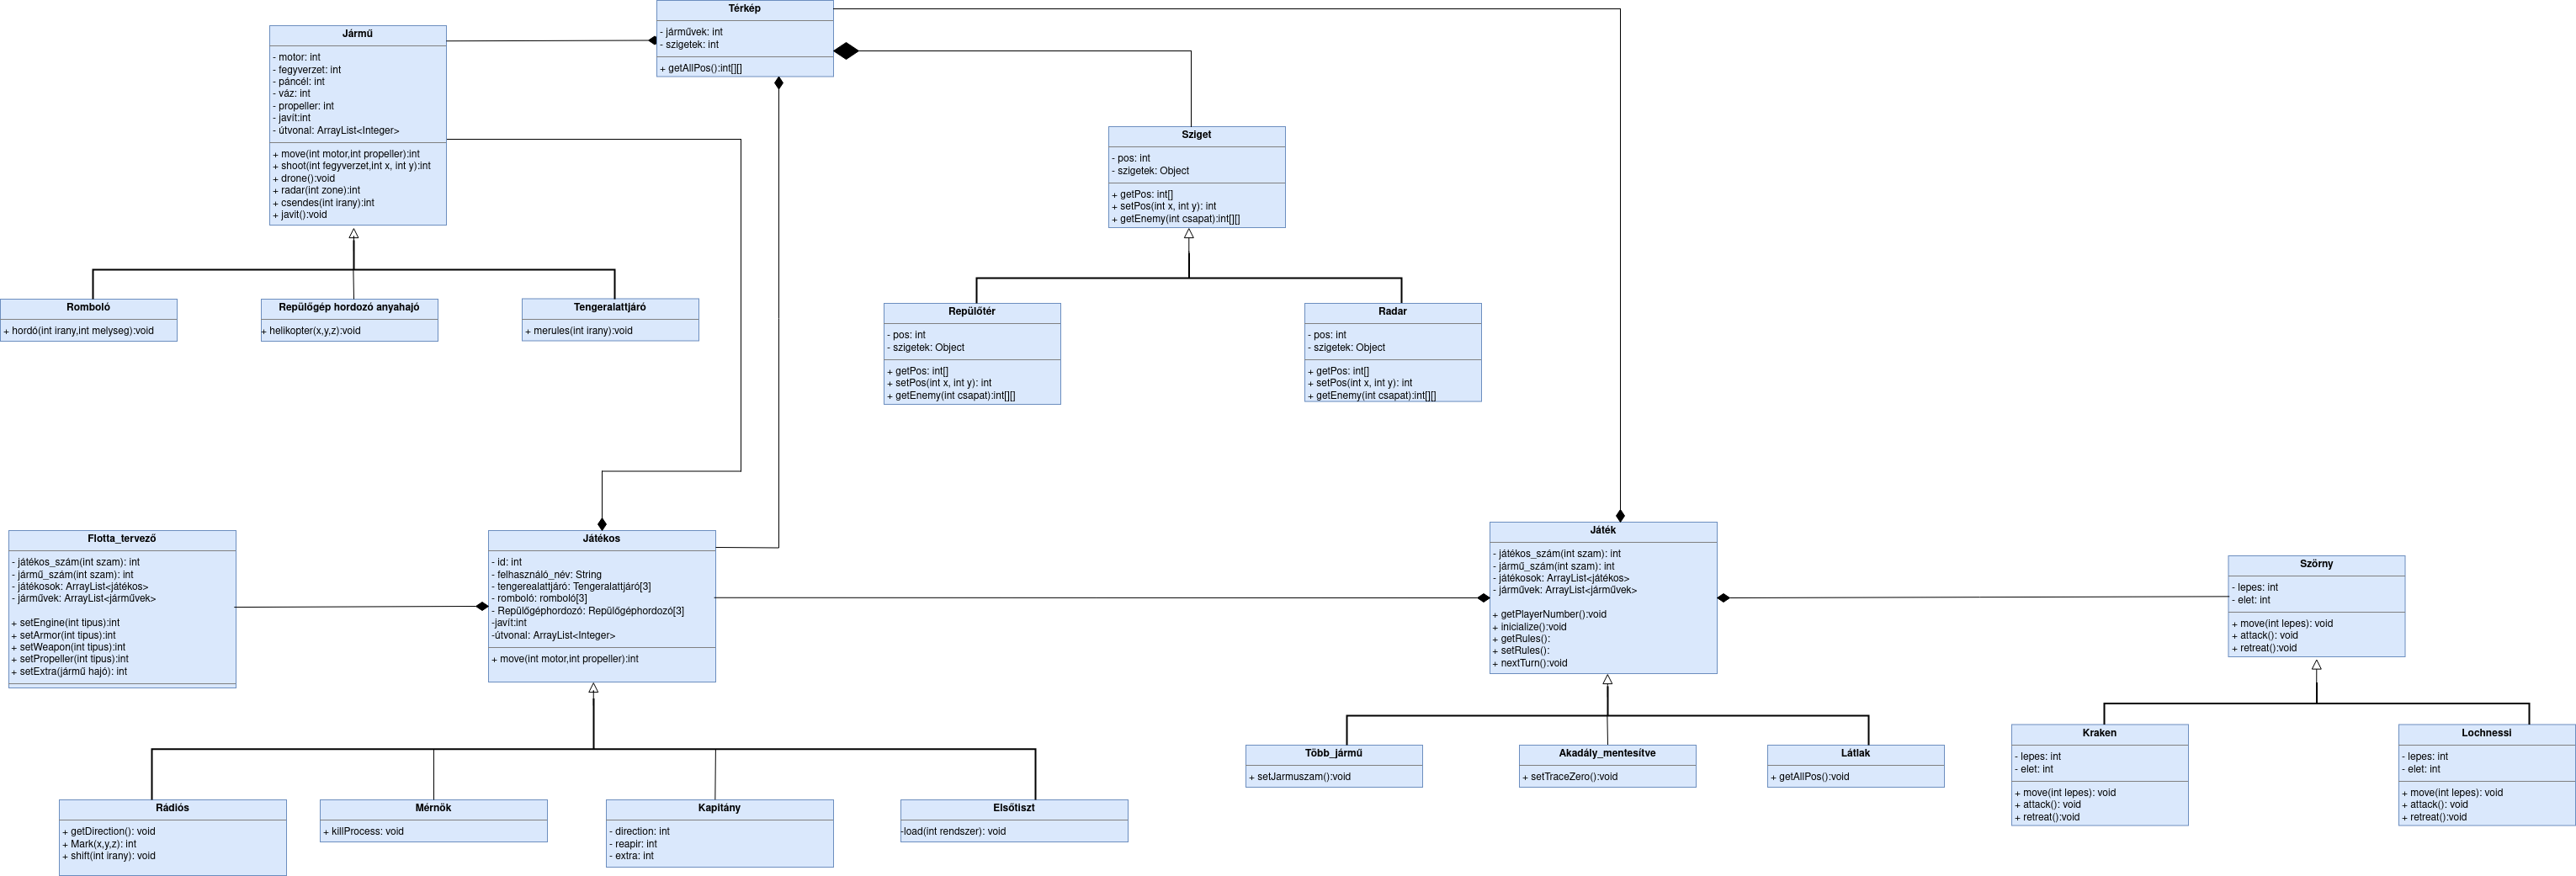 Térkép
- járművek: int
- szigetek: int
+ getAllPos():int[][]
Jármű
- motor: int
- fegyverzet: int
- páncél: int
- váz: int
- propeller: int
- javít:int
- útvonal: ArrayList<Integer>
+ move(int motor,int propeller):int
+ shoot(int fegyverzet,int x, int y):int
+ drone():void
+ radar(int zone):int
+ csendes(int irany):int
+ javit():void
Sziget
- pos: int
- szigetek: Object
+ getPos: int[]
+ setPos(int x, int y): int
+ getEnemy(int csapat):int[][]
Romboló
+ hordó(int irany,int melyseg):void
Repülőgép hordozó anyahajó
+ helikopter(x,y,z):void
Tengeralattjáró
+ merules(int irany):void
Repülőtér
- pos: int
- szigetek: Object
+ getPos: int[]
+ setPos(int x, int y): int
+ getEnemy(int csapat):int[][]
Radar
- pos: int
- szigetek: Object
+ getPos: int[]
+ setPos(int x, int y): int
+ getEnemy(int csapat):int[][]
Flotta_tervező
- játékos_szám(int szam): int
- jármű_szám(int szam): int
- játékosok: ArrayList<játékos>
- járművek: ArrayList<járművek>
+ setEngine(int tipus):int
+ setArmor(int tipus):int
+ setWeapon(int tipus):int
+ setPropeller(int tipus):int
+ setExtra(jármű hajó): int
Játékos
- id: int
- felhasználó_név: String
- tengerealattjáró: Tengeralattjáró[3]
- romboló: romboló[3]
- Repülőgéphordozó: Repülőgéphordozó[3]
-javít:int
-útvonal: ArrayList<Integer>
+ move(int motor,int propeller):int
Játék
- játékos_szám(int szam): int
- jármű_szám(int szam): int
- játékosok: ArrayList<játékos>
- járművek: ArrayList<járművek>
+ getPlayerNumber():void
+ inicialize():void
+ getRules():
+ setRules():
+ nextTurn():void
Szörny
- lepes: int
- elet: int
+ move(int lepes): void
+ attack(): void
+ retreat():void
Rádiós
+ getDirection(): void
+ Mark(x,y,z): int
+ shift(int irany): void
Mérnök
+ killProcess: void
Kapitány
- direction: int
- reapir: int
- extra: int
Elsőtiszt
-load(int rendszer): void
Több_jármű
+ setJarmuszam():void
Akadály_mentesítve
+ setTraceZero():void
Látlak
+ getAllPos():void
Kraken
- lepes: int
- elet: int
+ move(int lepes): void
+ attack(): void
+ retreat():void
Lochnessi
- lepes: int
- elet: int
+ move(int lepes): void
+ attack(): void
+ retreat():void